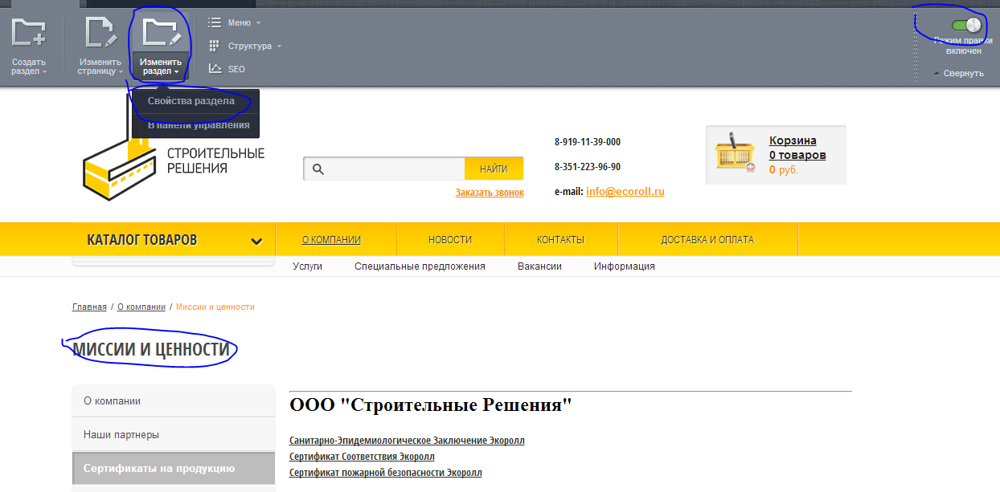 Создать
раздел
Изменить
страницу
Изменить
раздел
Меню
Структура
SEO
Режим правки
включен
Свернуть
Свойства раздела
В панели управления
СТРОИТЕЛЬНЫЕ
РЕШЕНИЯ
НАЙТИ
Заказать звонок
8-919-11-39-000
8-351-223-96-90
e-mail: info@ecoroll.ru
Корзина
0 товаров
0 руб.
КАТАЛОГ ТОВАРОВ
О КОМПАНИИ
НОВОСТИ
КОНТАКТЫ
ДОСТАВКА И ОПЛАТА
Услуги
Специальные предложения
Вакансии
Информация
Главная / О компании / Миссии и ценности
МИССИИ И ЦЕННОСТИ
О компании
Наши партнеры
Сертификаты на продукцию
ООО "Строительные Решения"
Санитарно-Эпидемиологическое Заключение Экоролл
Сертификат Соответствия Экоролл
Сертификат пожарной безопасности Экоролл